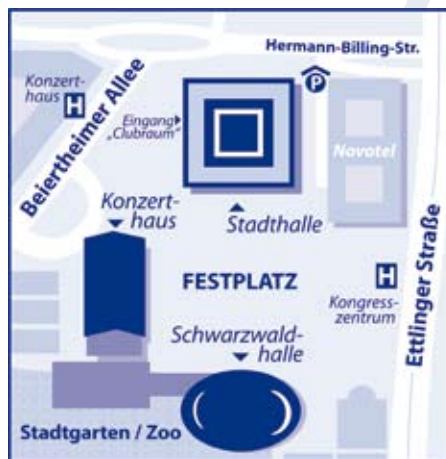 Hermann-Billing-Str.
Konzert-
haus
H
Beiertheimer Allee
Eingang
„Clubraum“
P
Novotel
Konzert-
haus
Stadthalle
FESTPLATZ
H
Kongress-
zentrum
Ettlinger Straße
Schwarzwald-
halle
Stadtgarten / Zoo